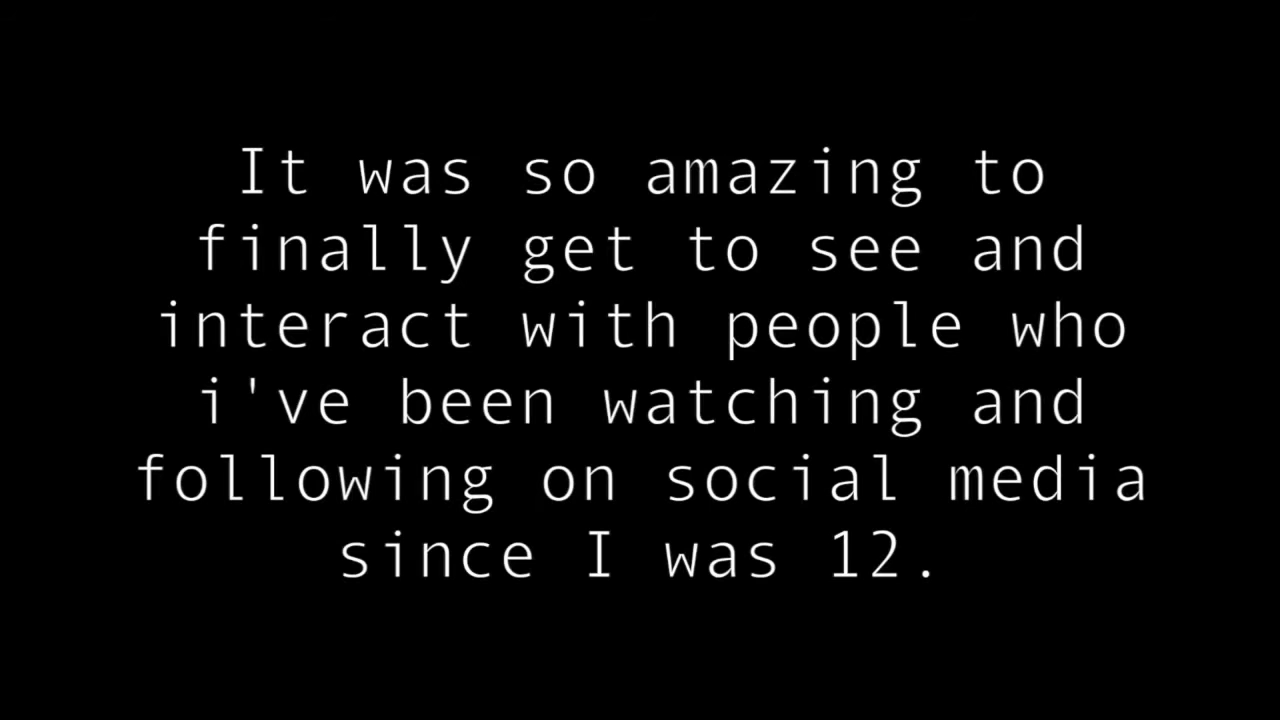 It was so amazing to
finally get to see and
interact with people who
i've been watching and
following on social media
since I was 12.